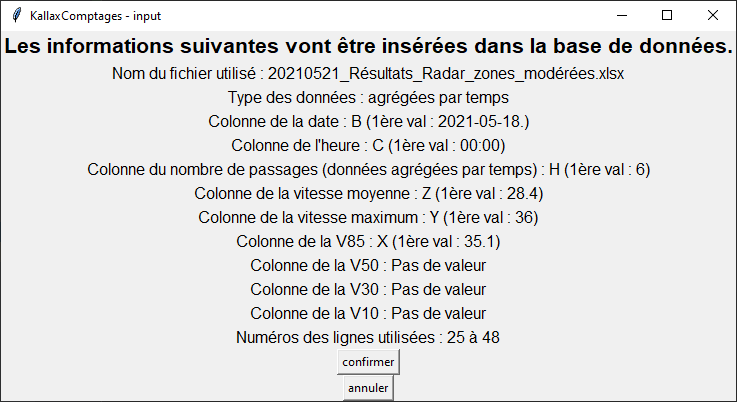 KallaxComptages - input
Les informations suivantes vont être insérées dans la base de données.
Nom du fichier utilisé : 20210521_Résultats_Radar_zones_modérées.xlsx
Type des données : agrégées par temps
Colonne de la date : B (1ère val : 2021-05-18.)
Colonne de l'heure : C (1ère val : 00:00)
Colonne du nombre de passages (données agrégées par temps) : H (1ère val : 6)
Colonne de la vitesse moyenne : Z (1ère val : 28.4)
Colonne de la vitesse maximum : Y (1ère val : 36)
Colonne de la V85 : X (1ère val : 35.1)
Colonne de la V50 : Pas de valeur
Colonne de la V30 : Pas de valeur
Colonne de la V10 : Pas de valeur
Numéros des lignes utilisées : 25 à 48
confirmer
annuler